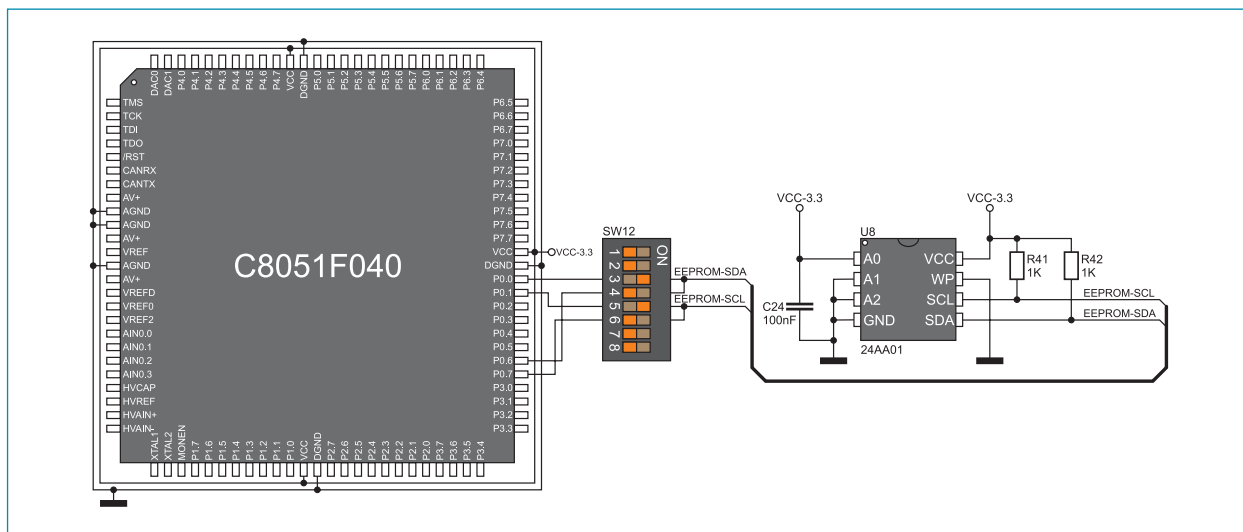 DAC0
DAC1
P4.0
P4.1
P4.2
P4.3
P4.4
P4.5
P4.6
P4.7
VCC
DGND
P5.0
P5.1
P5.2
P5.3
P5.4
P5.5
P5.6
P5.7
P6.0
P6.1
P6.2
P6.3
P6.4
TMS
TCK
TDI
TDO
/RST
CANRX
CANTX
AV+
AGND
AGND
AV+
VREF
AGND
AV+
VREFD
VREF0
VREF2
AIN0.0
AIN0.1
AIN0.2
AIN0.3
HVCAP
HVREF
HVAIN+
HVAIN-
C8051F040
P6.5
P6.6
P6.7
P7.0
P7.1
P7.2
P7.3
P7.4
P7.5
P7.6
P7.7
VCC
DGND
P0.0
P0.1
P0.2
P0.3
P0.4
P0.5
P0.6
P0.7
P3.0
P3.1
P3.2
P3.3
XTAL1
XTAL2
MONEN
P1.7
P1.6
P1.5
P1.4
P1.3
P1.2
P1.1
P1.0
VCC
DGND
P2.7
P2.6
P2.5
P2.4
P2.3
P2.2
P2.1
P2.0
P3.7
P3.6
P3.5
P3.4
VCC-3.3
SW12
ON
1
2
3
4
5
6
7
8
EEPROM-SDA
EEPROM-SCL
VCC-3.3
VCC-3.3
C24
100nF
U8
A0
A1
A2
GND
VCC
WP
SCL
SDA
24AA01
R41
1K
R42
1K
EEPROM-SCL
EEPROM-SDA